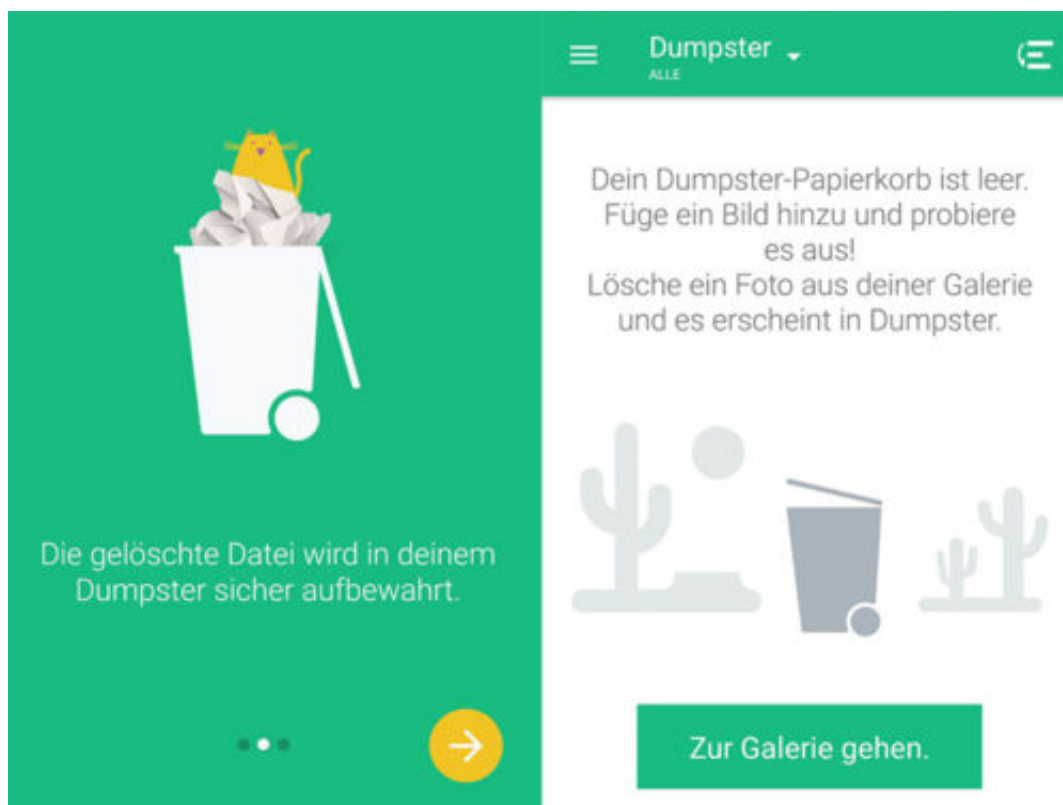 Die gelöschte Datei wird in deinem
Dumpster sicher aufbewahrt.
Dumpster
ALLE
Dein Dumpster-Papierkorb ist leer.
Füge ein Bild hinzu und probiere
es aus!
Lösche ein Foto aus deiner Galerie
und es erscheint in Dumpster.
Zur Galerie gehen.